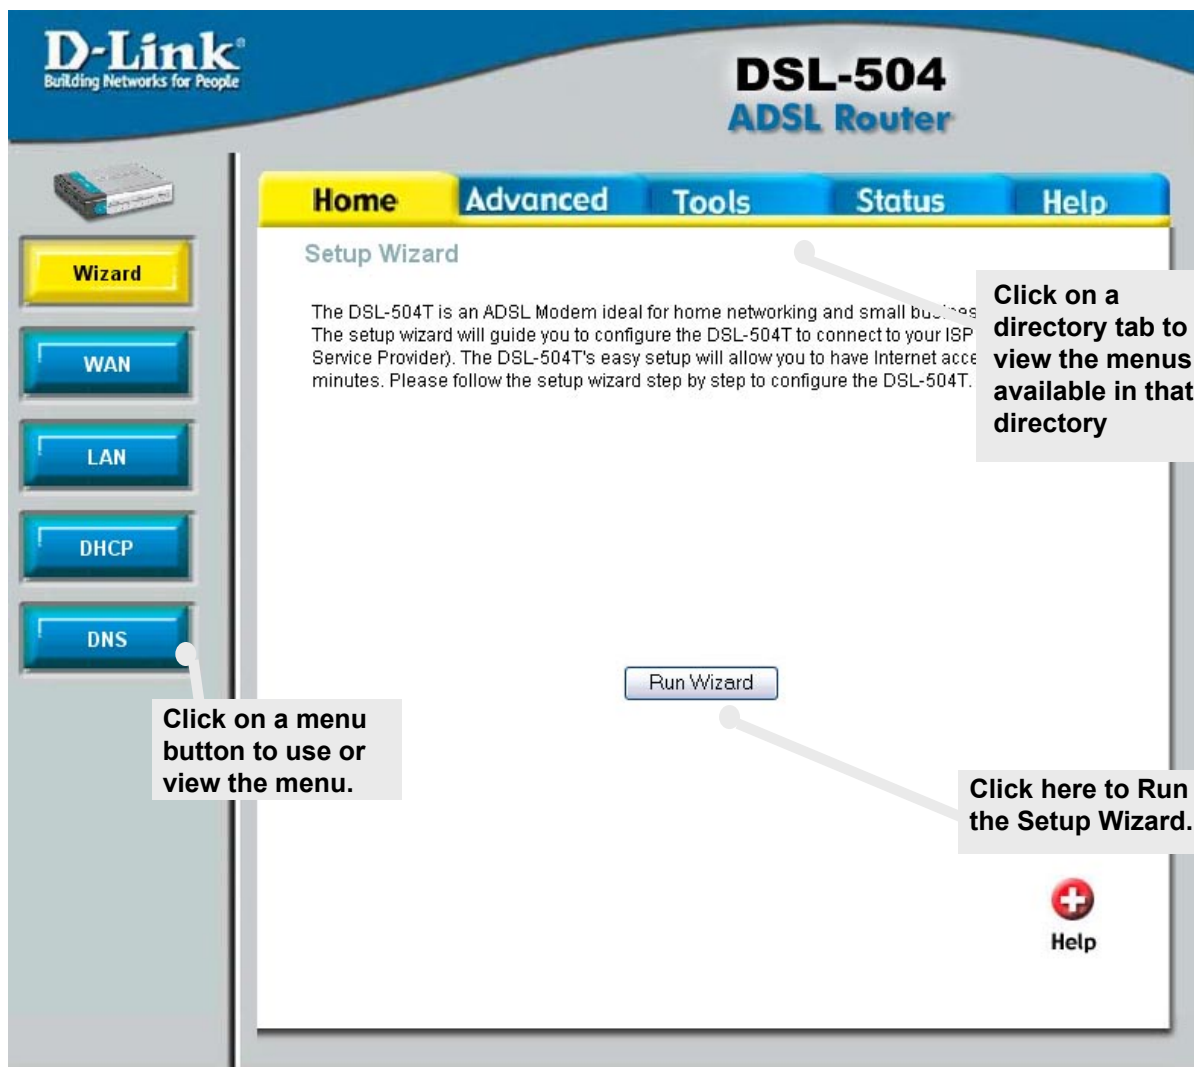 D-Link®
Building Networks for People
DSL-504
ADSL Router
Home Advanced Tools Status Help
Wizard
WAN
LAN
DHCP
DNS
Setup Wizard
The DSL-504T is an ADSL Modem ideal for home networking and small
The setup wizard will guide you to configure the DSL-504T to connect to your ISP
Service Provider). The DSL-504T's easy setup will allow you to have Internet
minutes. Please follow the setup wizard step by step to configure the DSL-504T.
Click on a
directory tab to
view the menus
available in that
directory
Run Wizard
Click on a menu
button to use or
view the menu.
Click here to Run
the Setup Wizard.
Help